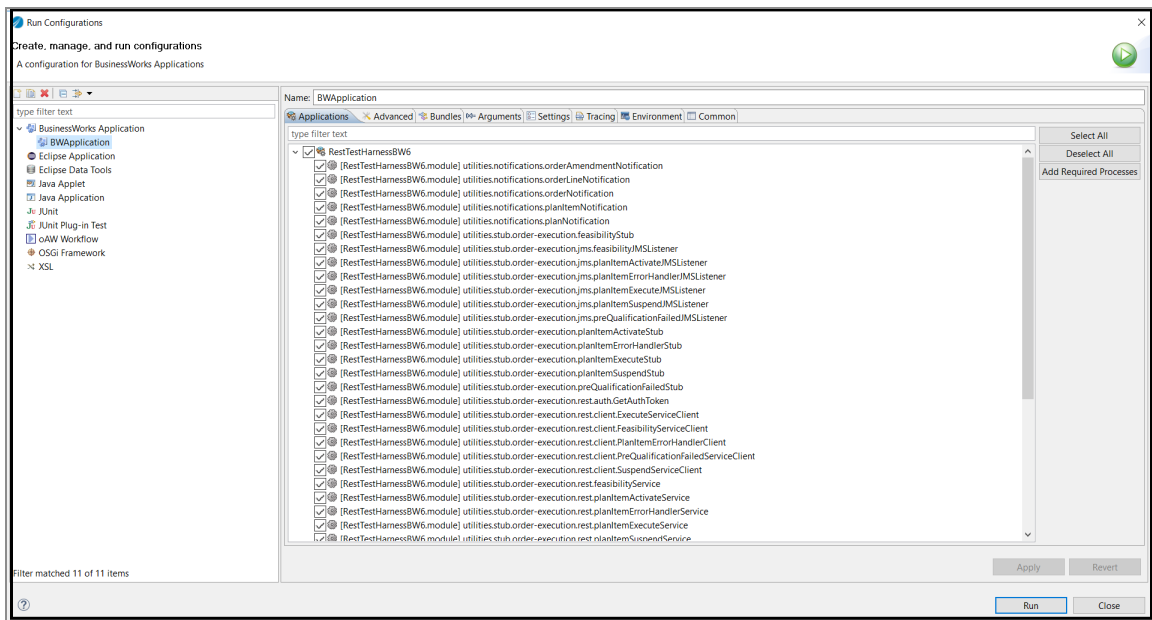 Run Configurations
Create, manage, and run configurations
A configuration for BusinessWorks Applications
type filter text
BusinessWorks Application
BWApplication
Eclipse Application
Eclipse Data Tools
Java Applet
Java Application
Ju JUnit
JUnit Plug-in Test
oAW Workflow
OSGi Framework
XSL
Filter matched 11 of 11 items
Name: BWApplication
Applications Advanced Bundles Arguments Settings Tracing Environment Common
type filter text
RestTestHarnessBW6
[RestTestHarnessBW6.module] utilities.notifications.orderAmendmentNotification
[RestTestHarnessBW6.module] utilities.notifications.orderLineNotification
[RestTestHarnessBW6.module] utilities.notifications.orderNotification
[RestTestHarnessBW6.module] utilities.notifications.planItemNotification
[RestTestHarnessBW6.module] utilities.notifications.planNotification
[RestTestHarnessBW6.module] utilities.stub.order-execution.feasibilityStub
[RestTestHarnessBW6.module] utilities.stub.order-execution.jms.feasibilityJMSListener
[RestTestHarnessBW6.module] utilities.stub.order-execution.jms.planItemActivateJMSListener
[RestTestHarnessBW6.module] utilities.stub.order-execution.jms.planItemErrorHandlerJMSListener
[RestTestHarnessBW6.module] utilities.stub.order-execution.jms.planItemExecuteJMSListener
[RestTestHarnessBW6.module] utilities.stub.order-execution.jms.planItemSuspendJMSListener
[RestTestHarnessBW6.module] utilities.stub.order-execution.jms.preQualificationFailedJMSListener
[RestTestHarnessBW6.module] utilities.stub.order-execution.planItemActivateStub
[RestTestHarnessBW6.module] utilities.stub.order-execution.planItemErrorHandlerStub
[RestTestHarnessBW6.module] utilities.stub.order-execution.planItemExecuteStub
[RestTestHarnessBW6.module] utilities.stub.order-execution.planItemSuspendStub
[RestTestHarnessBW6.module] utilities.stub.order-execution.preQualificationFailedStub
[RestTestHarnessBW6.module] utilities.stub.order-execution.rest.auth.GetAuthToken
[RestTestHarnessBW6.module] utilities.stub.order-execution.rest.client.ExecuteServiceClient
[RestTestHarnessBW6.module] utilities.stub.order-execution.rest.client.FeasibilityServiceClient
[RestTestHarnessBW6.module] utilities.stub.order-execution.rest.client.PlanItemErrorHandlerClient
[RestTestHarnessBW6.module] utilities.stub.order-execution.rest.client.PreQualificationFailedServiceClient
[RestTestHarnessBW6.module] utilities.stub.order-execution.rest.client.SuspendServiceClient
[RestTestHarnessBW6.module] utilities.stub.order-execution.rest.feasibilityService
[RestTestHarnessBW6.module] utilities.stub.order-execution.rest.planItemActivateService
[RestTestHarnessBW6.module] utilities.stub.order-execution.rest.planItemErrorHandlerService
[RestTestHarnessBW6.module] utilities.stub.order-execution.rest.planItemExecuteService
[RestTestHarnessBW6.module] utilities.stub.order-execution.rest.planItemSuspendService
Select All
Deselect All
Add Required Processes
Apply Revert
Run Close